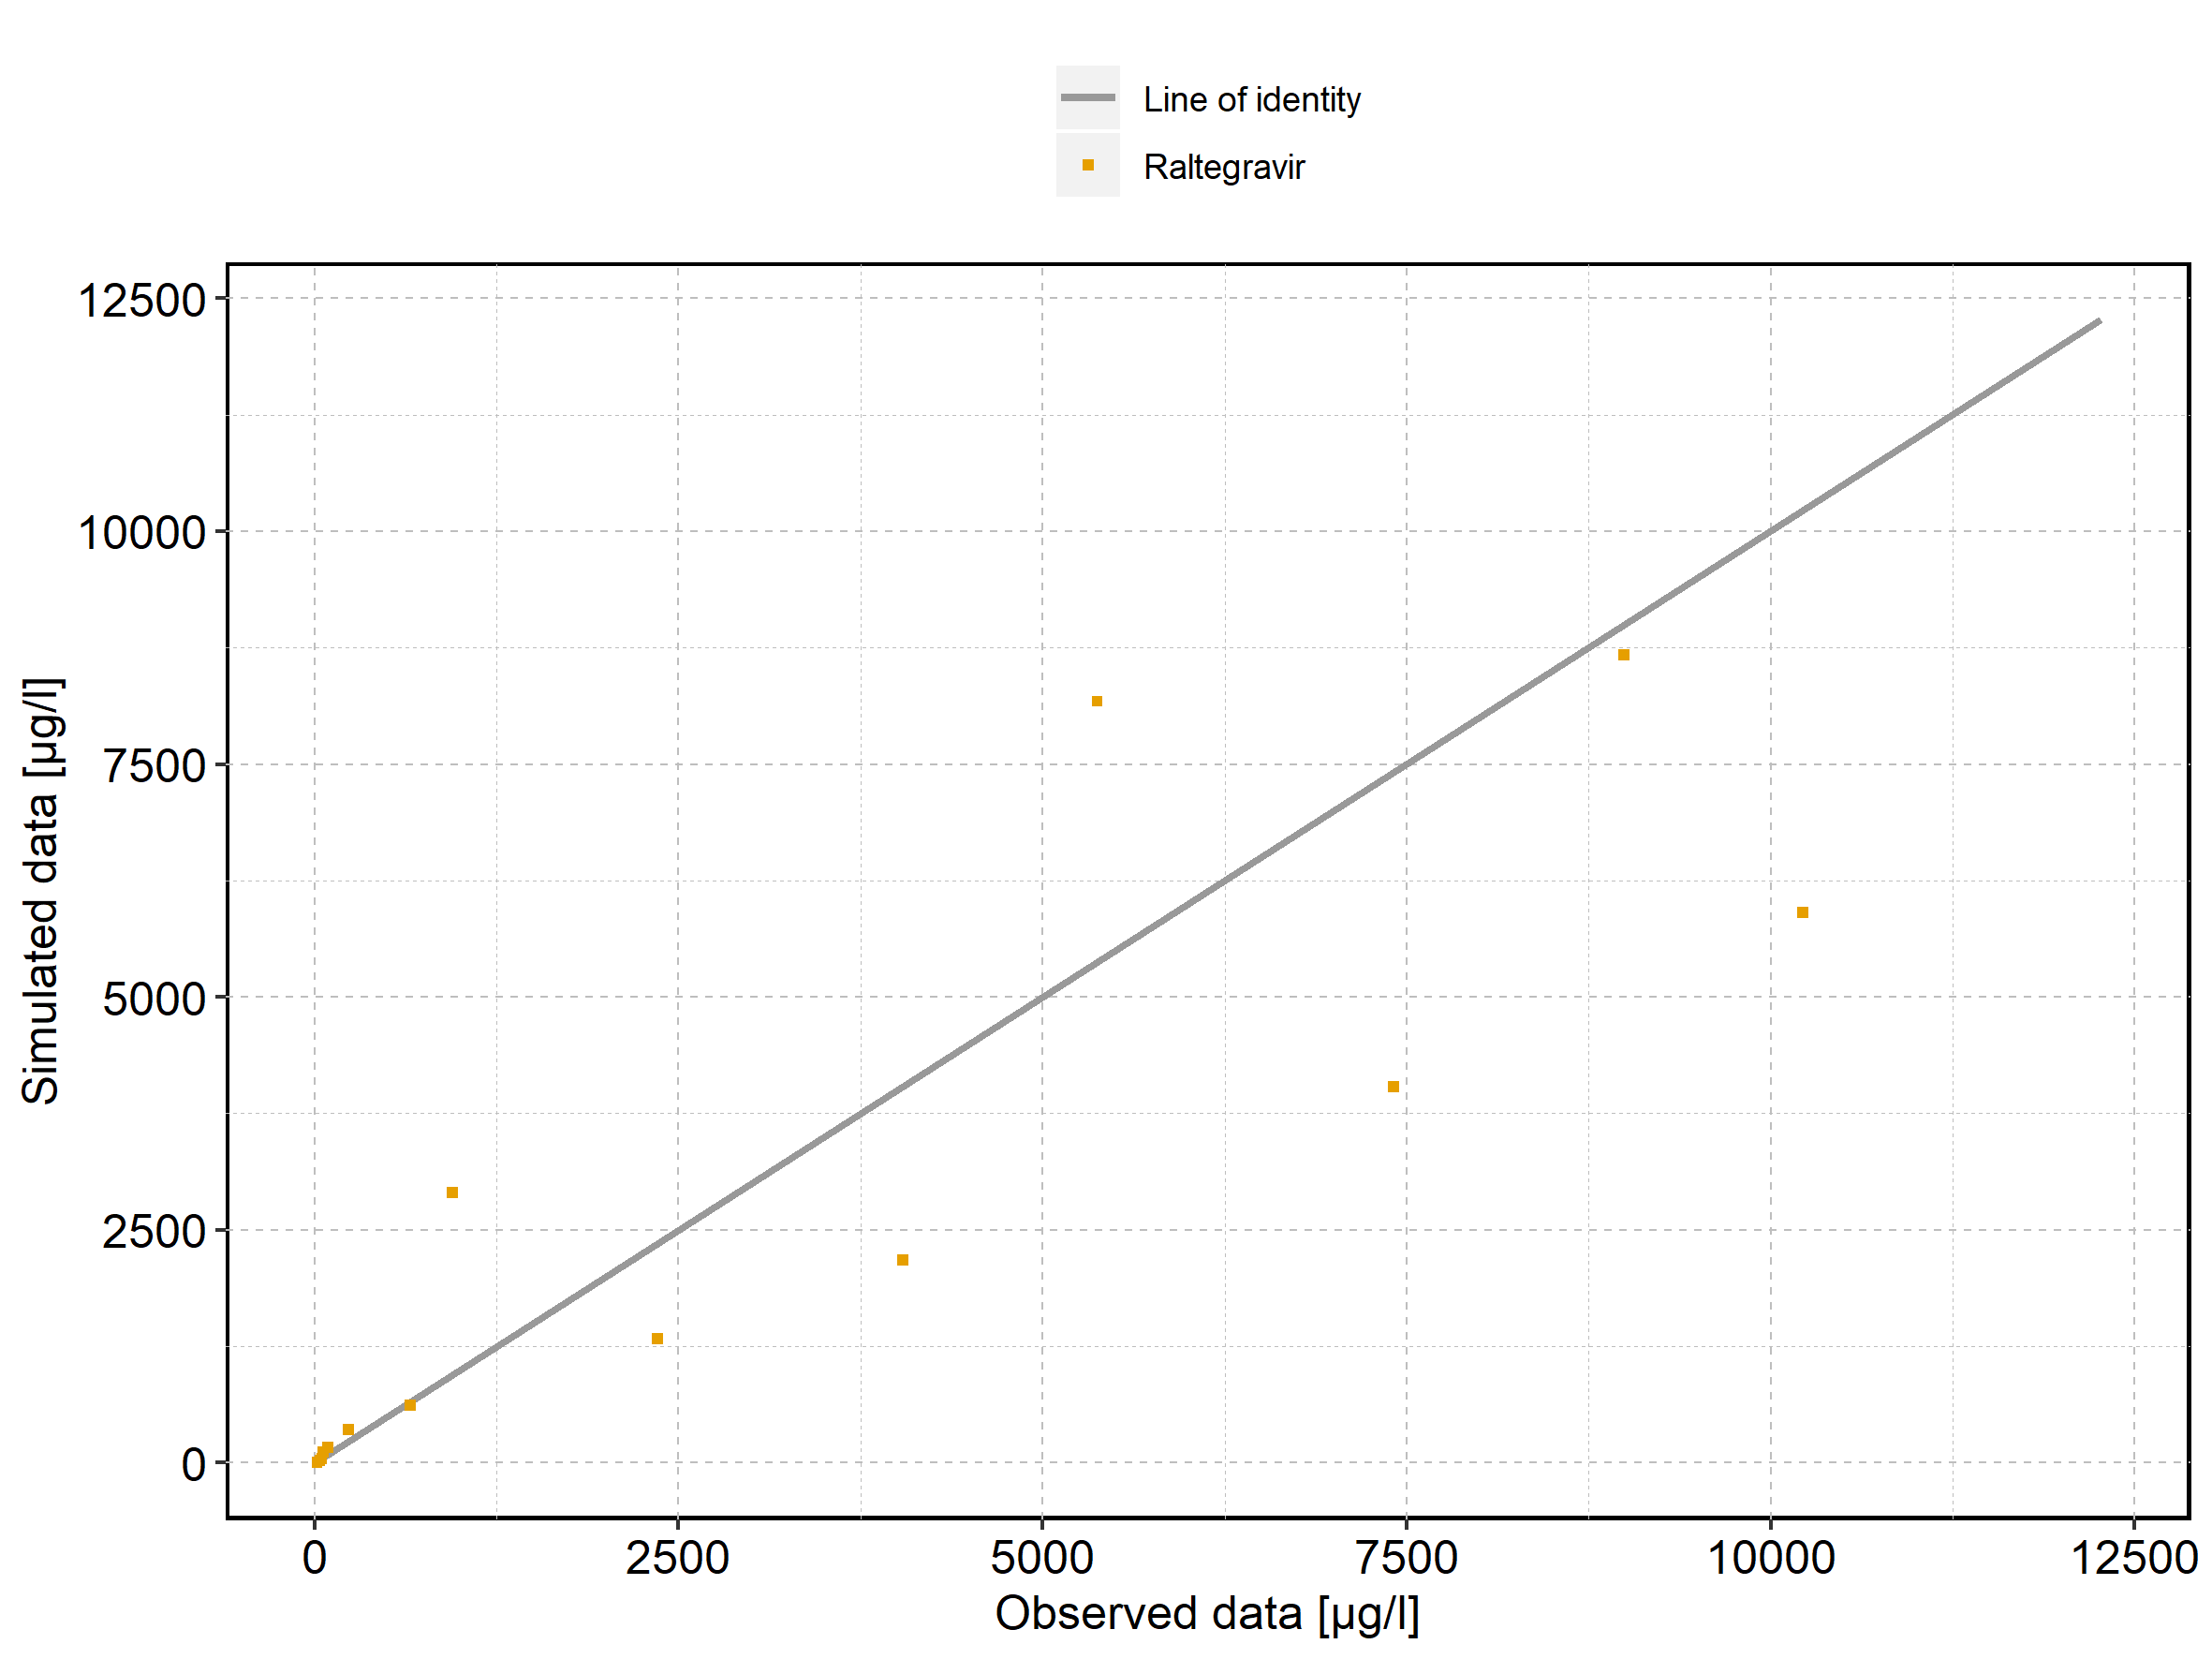 Line of identity
Raltegravir
12500
10000
7500
5000
2500
0
Simulated data [µg/l]
0 2500 5000 7500 10000 12500
Observed data [µg/l]